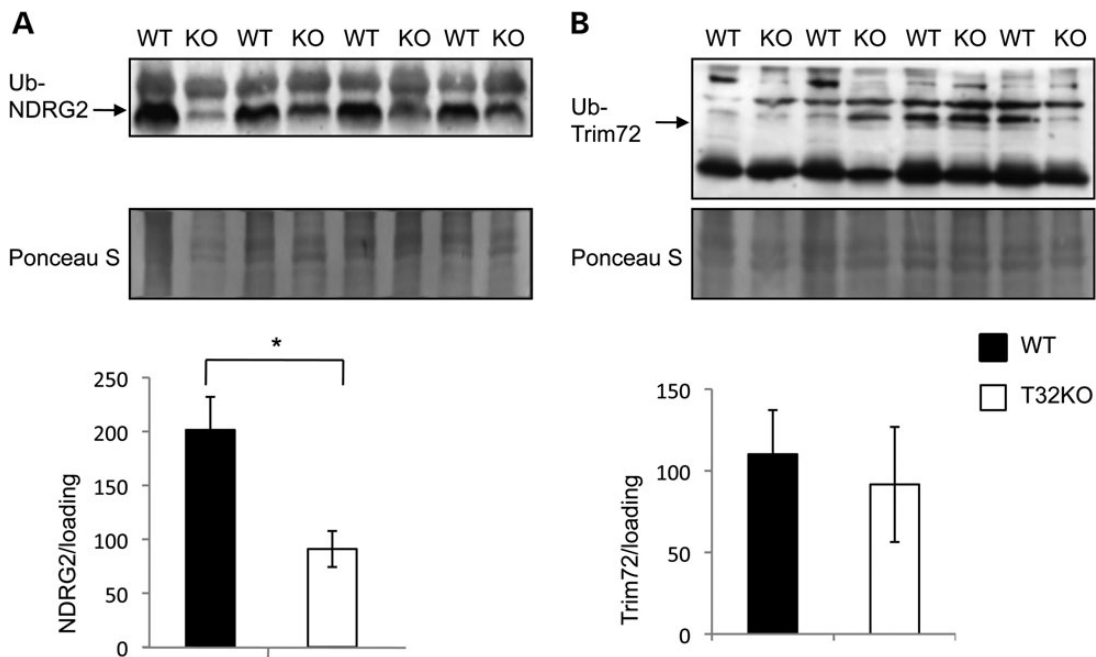 A
WT KO WT KO WT KO WT KO
Ub-
NDRG2
Ponceau S
*
250
200
150
100
50
0
NDRG2/loading
B
WT KO WT KO WT KO WT KO
Ub-
Trim72
Ponceau S
WT
T32KO
150
100
50
0
Trim72/loading